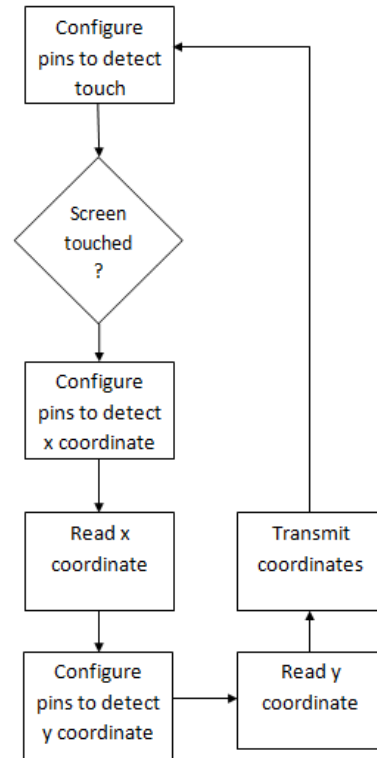 Configure
pins to detect
touch
Screen
touched
?
Configure
pins to detect
x coordinate
Read x
coordinate
Configure
pins to detect
y coordinate
Read y
coordinate
Transmit
coordinates